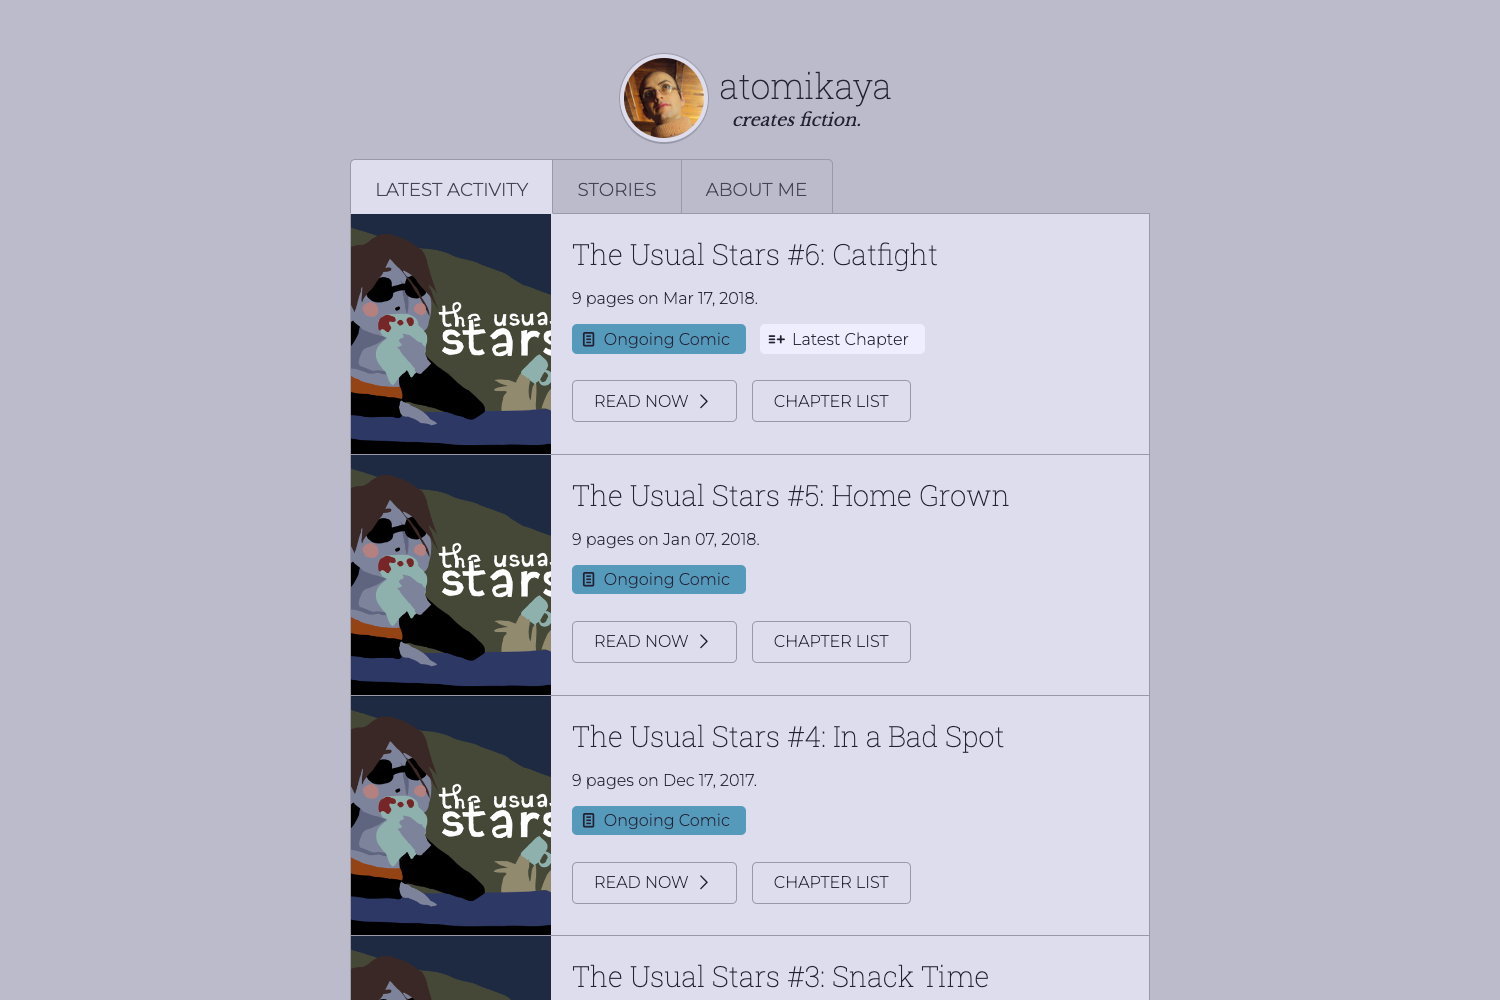 atomikaya
creates fiction.
LATEST ACTIVITY
STORIES
ABOUT ME
the usua
stars
The Usual Stars #6: Catfight
9 pages on Mar 17, 2018.
Ongoing Comic
Latest Chapter
READ NOW
CHAPTER LIST
the usua
stars
The Usual Stars #5: Home Grown
9 pages on Jan 07, 2018.
Ongoing Comic
READ NOW
CHAPTER LIST
the usua
stars
The Usual Stars #4: In a Bad Spot
9 pages on Dec 17, 2017.
Ongoing Comic
READ NOW
CHAPTER LIST
The Usual Stars #3: Snack Time